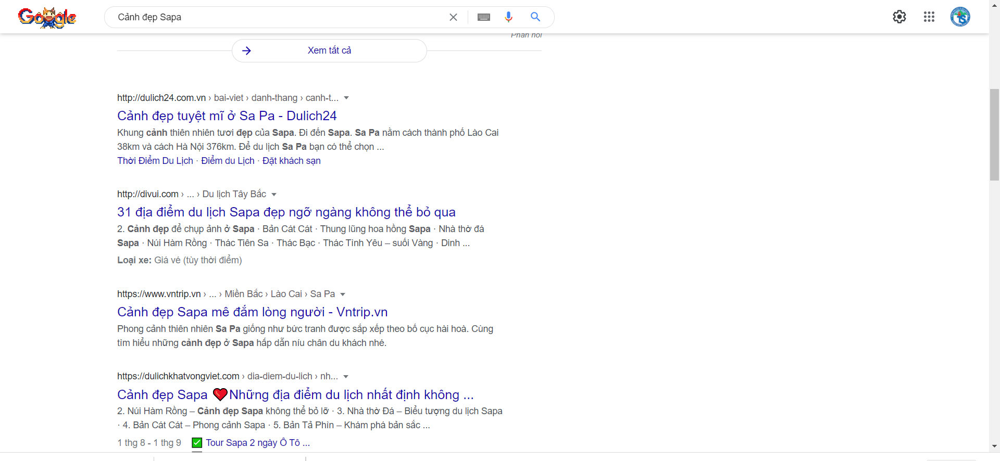 Google
Cảnh đẹp Sapa
Phản hồi
Xem tất cả
http://dulich24.com.vn › bai-viet › danh-thang › canh-t...
Cảnh đẹp tuyệt mĩ ở Sa Pa - Dulich24
Khung cảnh thiên nhiên tươi đẹp của Sapa. Đi đến Sapa. Sa Pa nằm cách thành phố Lào Cai
38km và cách Hà Nội 376km. Để du lịch Sa Pa bạn có thể chọn ...
Thời Điểm Du Lịch · Điểm du Lịch · Đặt khách sạn
http://divui.com › ... › Du lịch Tây Bắc
31 địa điểm du lịch Sapa đẹp ngỡ ngàng không thể bỏ qua
2. Cảnh đẹp để chụp ảnh ở Sapa · Bản Cát Cát · Thung lũng hoa hồng Sapa · Nhà thờ đá
Sapa · Núi Hàm Rồng · Thác Tiên Sa · Thác Bạc · Thác Tình Yêu – suối Vàng · Dinh ...
Loại xe: Giá vé (tùy thời điểm)
https://www.vntrip.vn › ... › Miền Bắc › Lào Cai › Sa Pa
Cảnh đẹp Sapa mê đắm lòng người - Vntrip.vn
Phong cảnh thiên nhiên Sa Pa giống như bức tranh được sắp xếp theo bố cục hài hoà. Cùng
tìm hiểu những cảnh đẹp ở Sapa hấp dẫn níu chân du khách nhé.
https://dulichkhatvongviet.com › dia-diem-du-lich › nh...
Cảnh đẹp Sapa ❤️Những địa điểm du lịch nhất định không ...
2. Núi Hàm Rồng – Cảnh đẹp Sapa không thể bỏ lỡ · 3. Nhà thờ Đá – Biểu tượng du lịch Sapa
· 4. Bản Cát Cát – Phong cảnh Sapa · 5. Bản Tả Phìn – Khám phá bản sắc ...
1 thg 8 - 1 thg 9 ✅ Tour Sapa 2 ngày Ô Tô ...